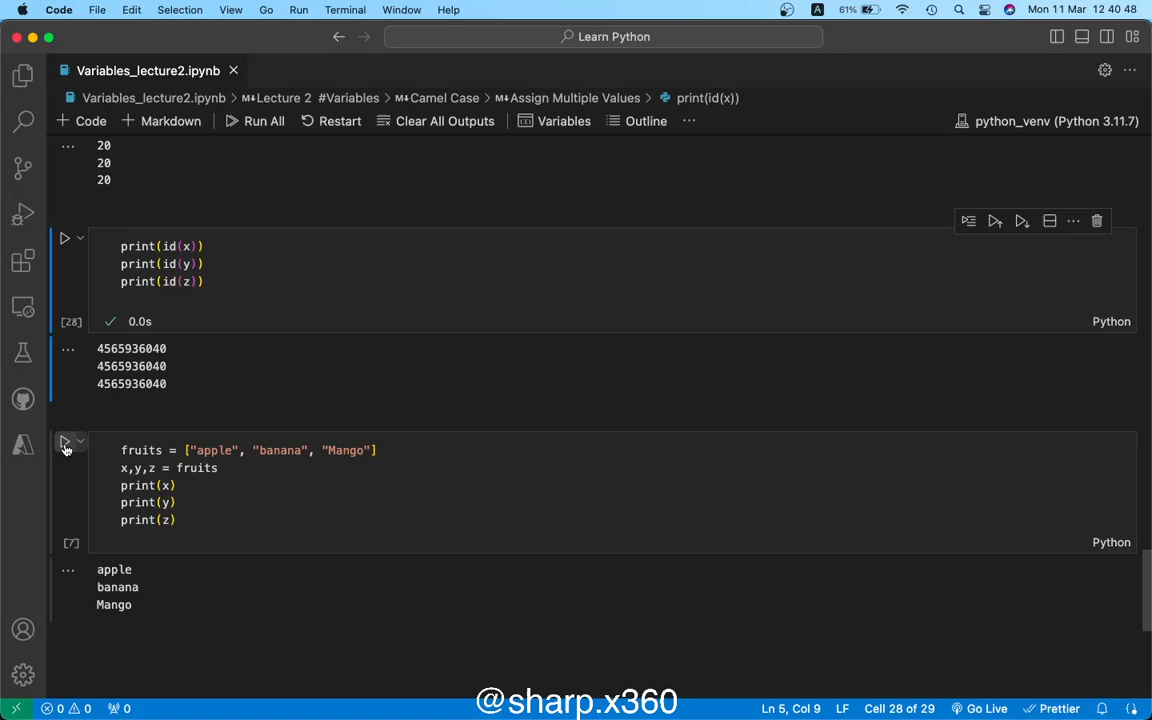 Code File Edit Selection View Go Run Terminal Window Help A 61% Mon 11 Mar 12 40 48
Learn Python
Variables_lecture2.ipynb
Variables_lecture2.ipynb > M↓Lecture 2 #Variables > M↓Camel Case > M↓Assign Multiple Values > print(id(x))
+ Code + Markdown Run All Restart Clear All Outputs Variables Outline ··· python_venv (Python 3.11.7)
··· 20
20
20
print(id(x))
print(id(y))
print(id(z))
[28] ✓ 0.0s Python
··· 4565936040
4565936040
4565936040
fruits = ["apple", "banana", "Mango"]
x,y,z = fruits
print(x)
print(y)
print(z)
[7] Python
··· apple
banana
Mango
@sharp.x360
0 0 0 Ln 5, Col 9 LF Cell 28 of 29 Go Live Prettier